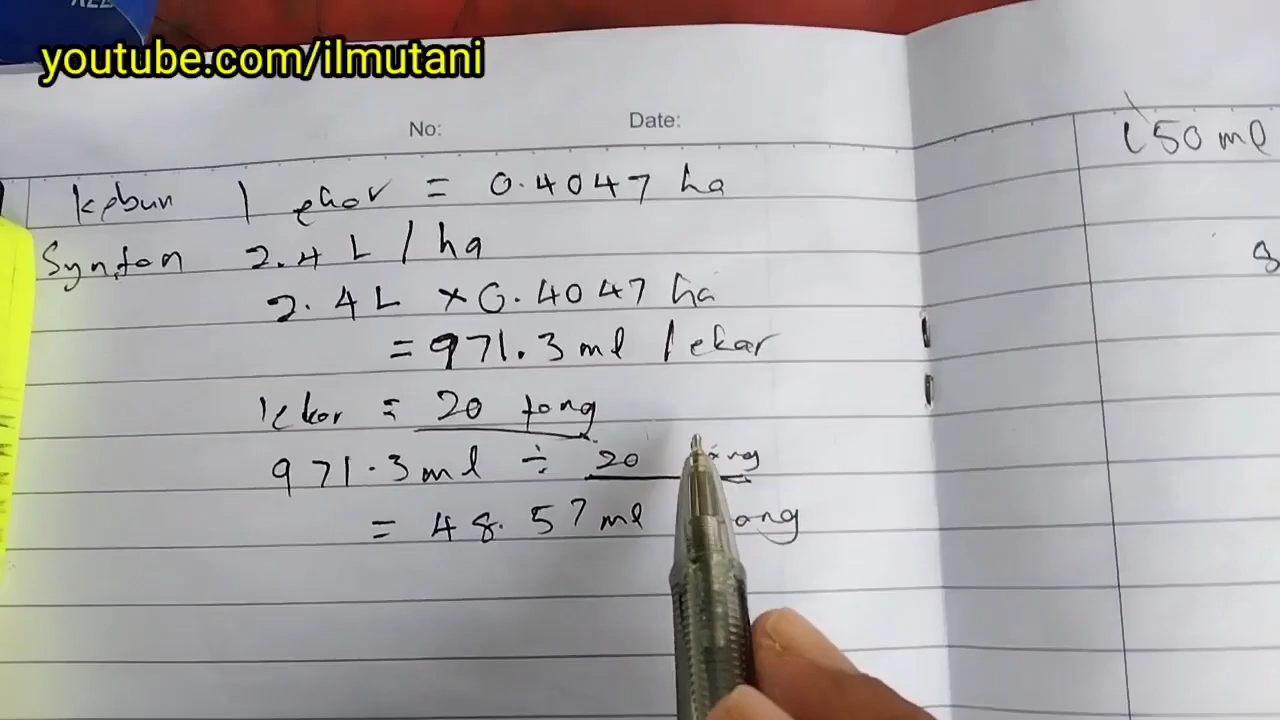 youtube.com/ilmutani
No: Date:
Kebun 1 ekar = 0.4047 ha
Synfon 2.4 L / ha
2.4 L × 0.4047 ha
= 971.3 ml / ekar
1 ekar = 20 tong
971.3 ml ÷ 20
= 48.57 ml
150 ml